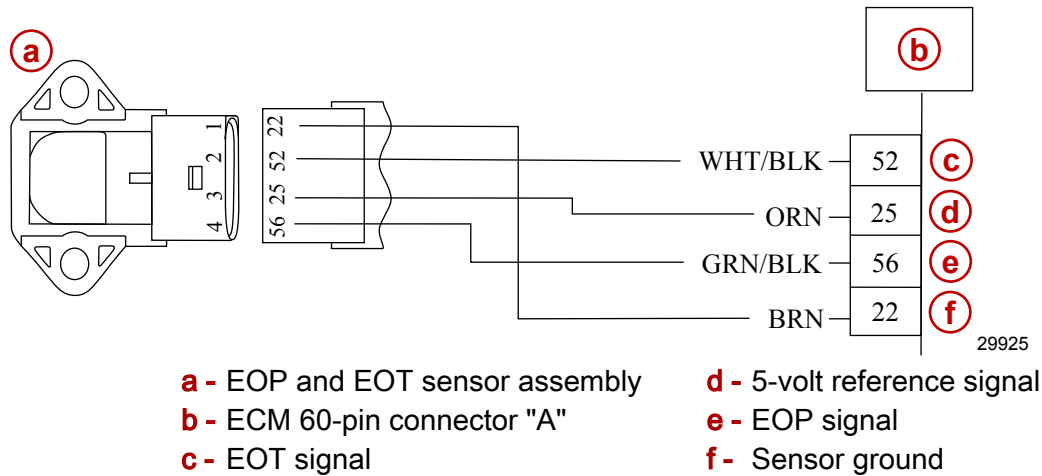 a
b
1
2
3
4
22
52
25
56
WHT/BLK 52 c
ORN 25 d
GRN/BLK 56 e
BRN 22 f
29925
a - EOP and EOT sensor assembly
b - ECM 60-pin connector "A"
c - EOT signal
d - 5-volt reference signal
e - EOP signal
f - Sensor ground